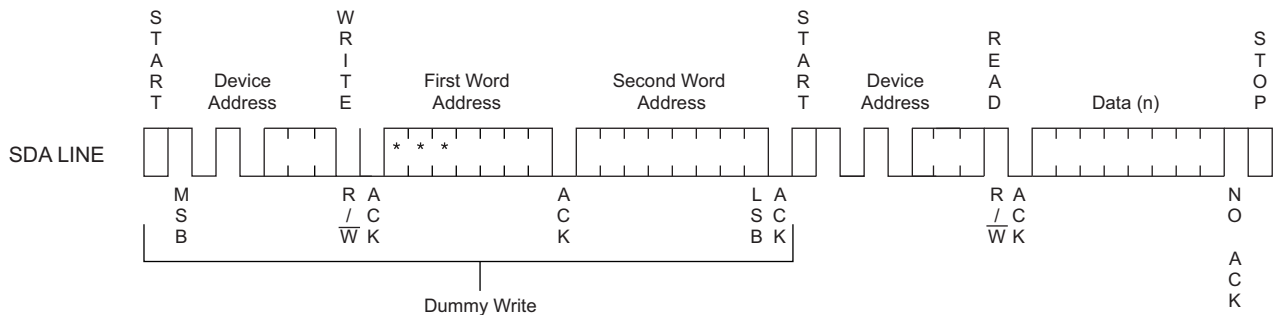 START
WRITE
START
READ
STOP
Device
Address
First Word
Address
Second Word
Address
Device
Address
Data (n)
SDA LINE
* * *
MSB
R/W
ACK
ACK
LSB
ACK
R/W
ACK
NO ACK
Dummy Write